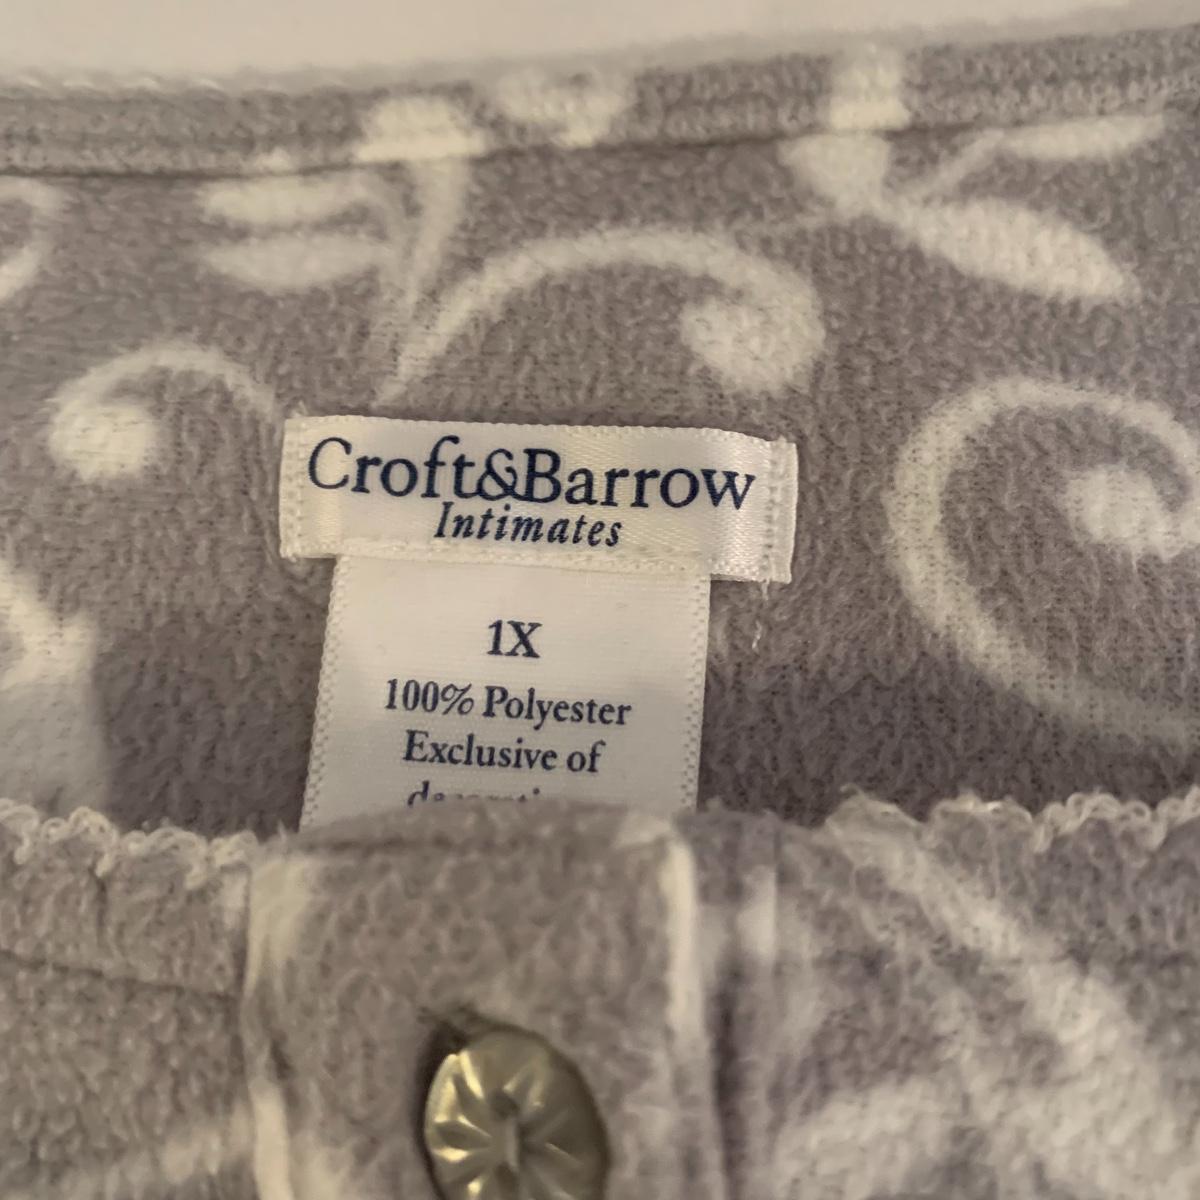 Croft&Barrow
Intimates
1X
100% Polyester
Exclusive of